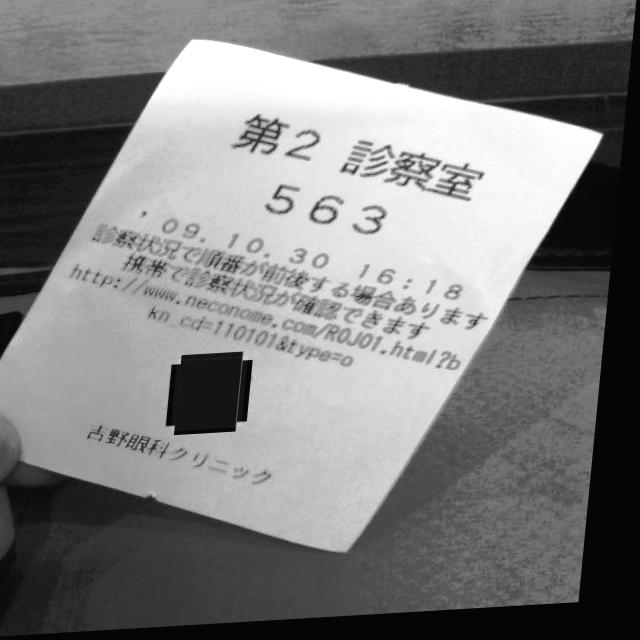 第2 診察室
563
'09.10.30 16:18
診察状況で順番が前後する場合あります
携帯で診察状況が確認できます
http://www.neconome.com/R0J01.html?b
kn_cd=110101&type=o
吉野眼科クリニック